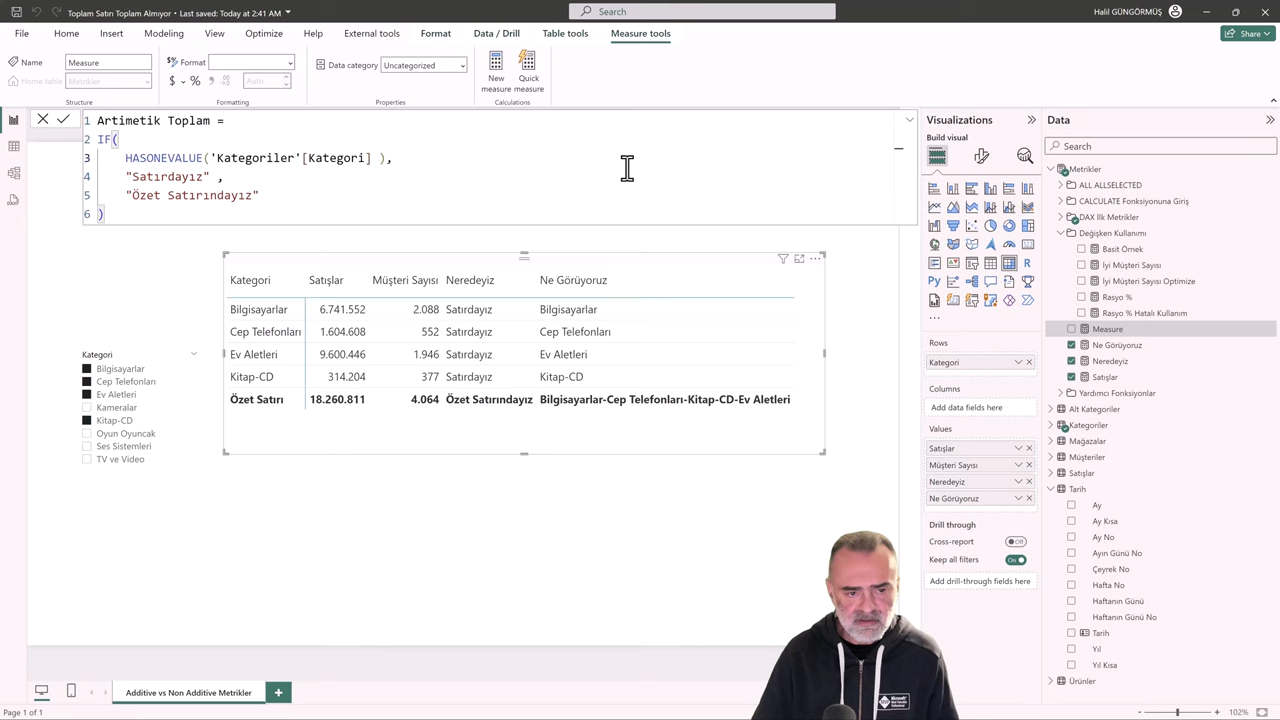 Toplam Satırı Toplam Almıyor • Last saved: Today at 2:41 AM
Search
Halil GÜNGÖRMÜŞ
File
Home
Insert
Modeling
View
Optimize
Help
External tools
Format
Data / Drill
Table tools
Measure tools
Share
Name
Measure
Home table
Metrikler
Structure
Format
$
%
Auto
Formatting
Data category
Uncategorized
Properties
New measure
Quick measure
Calculations
1 Artimetik Toplam =
2 IF(
3 HASONEVALUE('Kategoriler'[Kategori] ),
4 "Satırdayız" ,
5 "Özet Satırındayız"
6 )
Kategori Satışlar Müşteri Sayısı Neredeyiz Ne Görüyoruz
Bilgisayarlar 6.741.552 2.088 Satırdayız Bilgisayarlar
Cep Telefonları 1.604.608 552 Satırdayız Cep Telefonları
Ev Aletleri 9.600.446 1.946 Satırdayız Ev Aletleri
Kitap-CD 314.204 377 Satırdayız Kitap-CD
Özet Satırı 18.260.811 4.064 Özet Satırındayız Bilgisayarlar-Cep Telefonları-Kitap-CD-Ev Aletleri
Kategori
Bilgisayarlar
Cep Telefonları
Ev Aletleri
Kameralar
Kitap-CD
Oyun Oyuncak
Ses Sistemleri
TV ve Video
Visualizations
Build visual
Rows
Kategori
Columns
Add data fields here
Values
Satışlar
Müşteri Sayısı
Neredeyiz
Ne Görüyoruz
Drill through
Cross-report
Off
Keep all filters
On
Add drill-through fields here
Data
Search
Metrikler
ALL ALLSELECTED
CALCULATE Fonksiyonuna Giriş
DAX İlk Metrikler
Değişken Kullanımı
Basit Örnek
İyi Müşteri Sayısı
İyi Müşteri Sayısı Optimize
Rasyo %
Rasyo % Hatalı Kullanım
Measure
Ne Görüyoruz
Neredeyiz
Satışlar
Yardımcı Fonksiyonlar
Alt Kategoriler
Kategoriler
Mağazalar
Müşteriler
Satışlar
Tarih
Ay
Ay Kısa
Ay No
Ayın Günü No
Çeyrek No
Hafta No
Haftanın Günü
Haftanın Günü No
Tarih
Yıl
Yıl Kısa
Ürünler
Additive vs Non Additive Metrikler
Page 1 of 1
102%